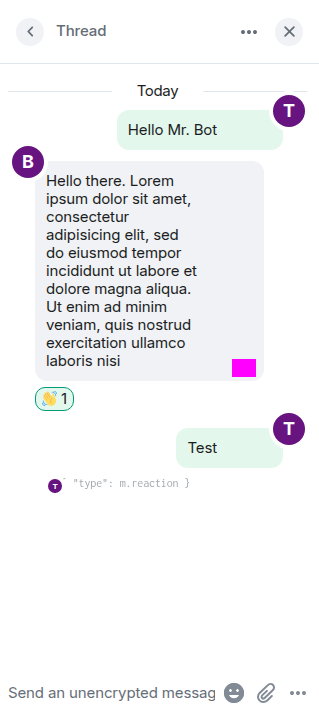 Thread
Today
T
Hello Mr. Bot
B
Hello there. Lorem
ipsum dolor sit amet,
consectetur
adipisicing elit, sed
do eiusmod tempor
incididunt ut labore et
dolore magna aliqua.
Ut enim ad minim
veniam, quis nostrud
exercitation ullamco
laboris nisi
1
T
Test
T "type": m.reaction }
Send an unencrypted messag